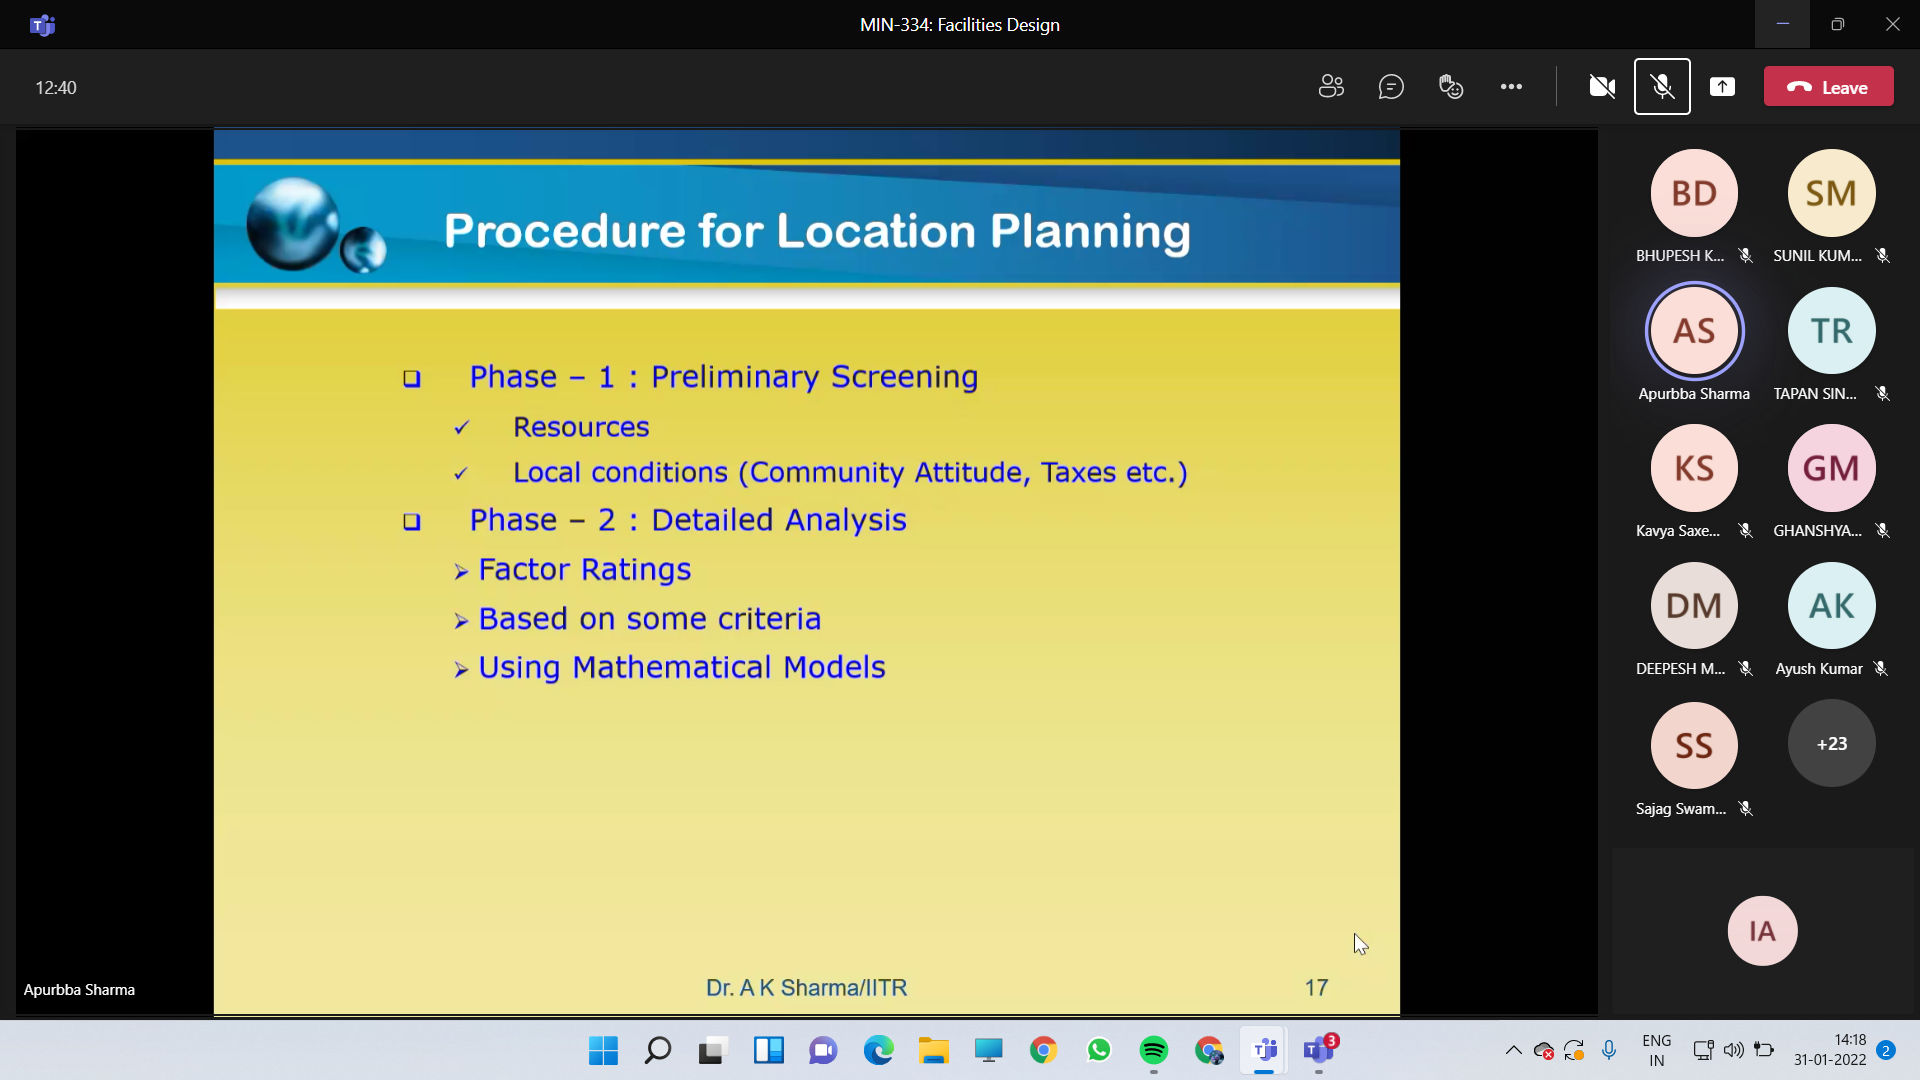 MIN-334: Facilities Design
12:40
Leave
Procedure for Location Planning
Phase – 1 : Preliminary Screening
Resources
Local conditions (Community Attitude, Taxes etc.)
Phase – 2 : Detailed Analysis
Factor Ratings
Based on some criteria
Using Mathematical Models
Dr. A K Sharma/IITR
17
Apurbba Sharma
BD
SM
BHUPESH K...
SUNIL KUM...
AS
TR
Apurbba Sharma
TAPAN SIN...
KS
GM
Kavya Saxe...
GHANSHYA...
DM
AK
DEEPESH M...
Ayush Kumar
SS
+23
Sajag Swam...
IA
3
ENG
IN
14:18
31-01-2022
2